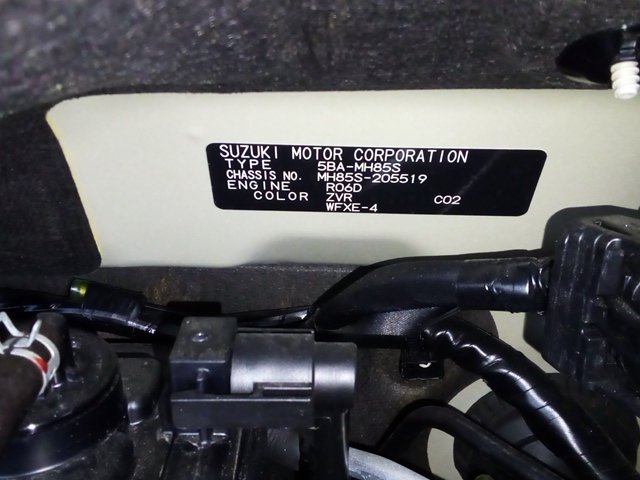 SUZUKI MOTOR CORPORATION
TYPE 5BA-MH85S
CHASSIS NO. MH85S-205519
ENGINE R06D
COLOR ZVR C02
WFXE-4